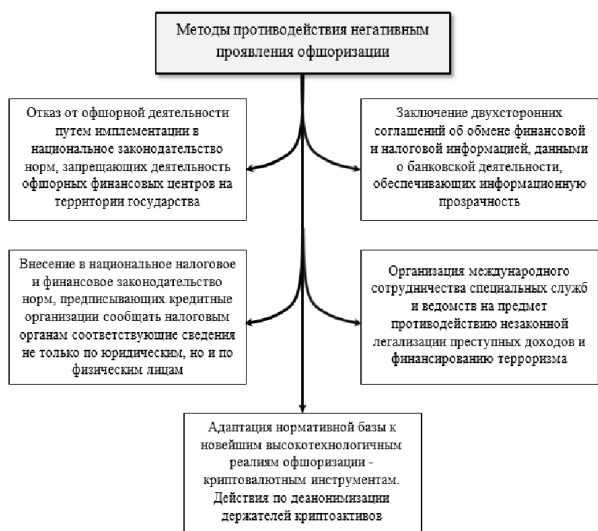 Методы противодействия негативным
проявления офшоризации
Отказ от офшорной деятельности
путем имплементации в
национальное законодательство
норм, запрещающих деятельность
офшорных финансовых центров на
территории государства
Заключение двухсторонних
соглашений об обмене финансовой
и налоговой информацией, данными
о банковской деятельности,
обеспечивающих информационную
прозрачность
Внесение в национальное налоговое
и финансовое законодательство
норм, предписывающих кредитные
организации сообщать налоговым
органам соответствующие сведения
не только по юридическим, но и по
физическим лицам
Организация международного
сотрудничества специальных служб
и ведомств на предмет
противодействию незаконной
легализации преступных доходов и
финансированию терроризма
Адаптация нормативной базы к
новейшим высокотехнологичным
реалиям офшоризации -
криптовалютным инструментам.
Действия по деанонимизации
держателей криптоактивов